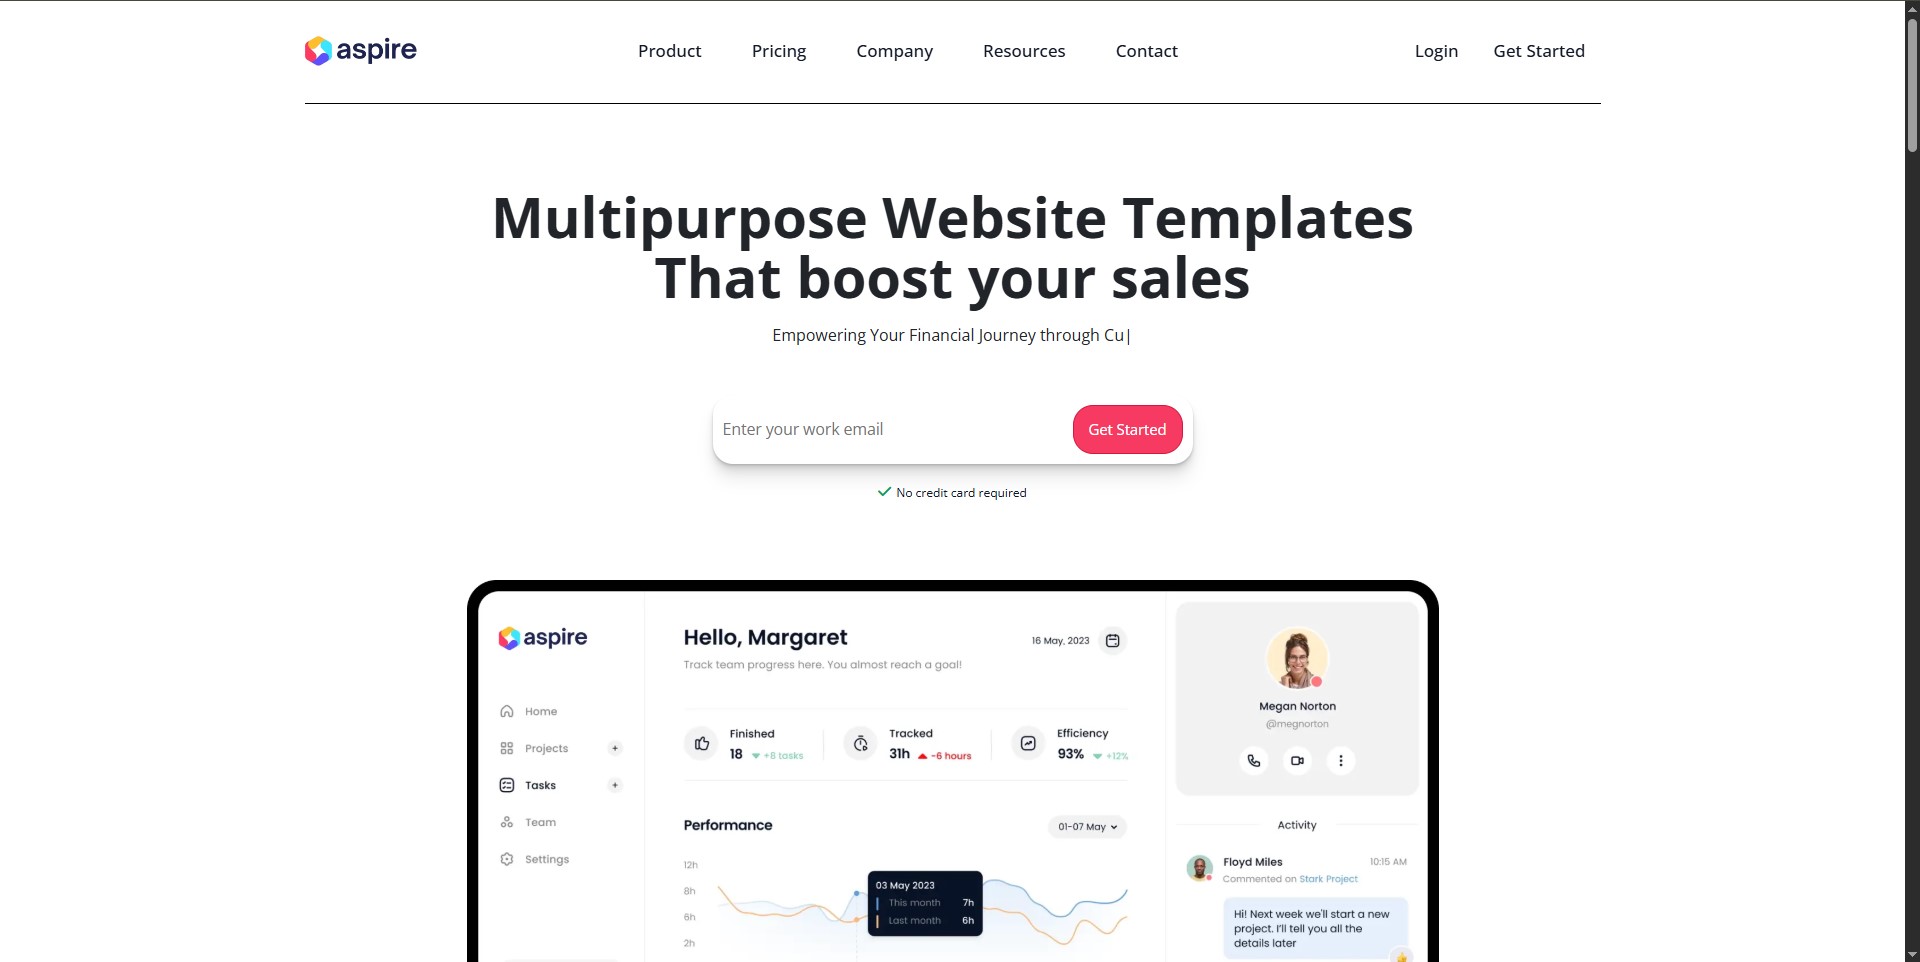 aspire
Product Pricing Company Resources Contact
Login Get Started
Multipurpose Website Templates
That boost your sales
Empowering Your Financial Journey through Cu|
Enter your work email
Get Started
No credit card required
aspire
Home
Projects +
Tasks +
Team
Settings
Hello, Margaret
16 May, 2023
Track team progress here. You almost reach a goal!
Finished
18 +8 tasks
Tracked
31h -6 hours
Efficiency
93% +12%
Performance
01-07 May
12h
8h
6h
2h
03 May 2023
This month 7h
Last month 6h
Megan Norton
@megnorton
Activity
Floyd Miles 10:15 AM
Commented on Stark Project
Hi! Next week we'll start a new
project. I'll tell you all the
details later